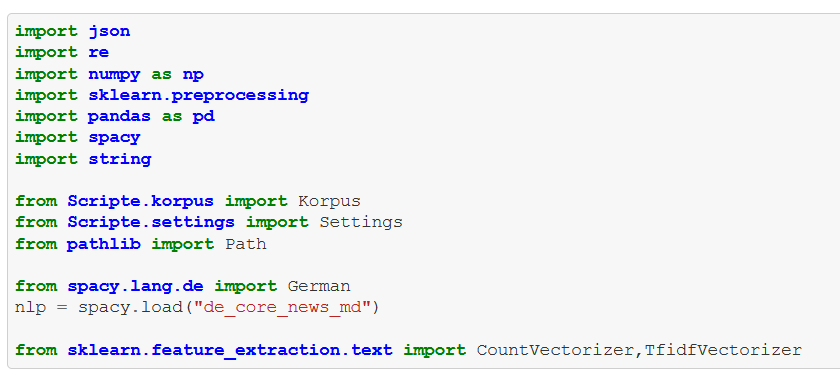 import json
import re
import numpy as np
import sklearn.preprocessing
import pandas as pd
import spacy
import string
from Scripte.korpus import Korpus
from Scripte.settings import Settings
from pathlib import Path
from spacy.lang.de import German
nlp = spacy.load("de_core_news_md")
from sklearn.feature_extraction.text import CountVectorizer,TfidfVectorizer